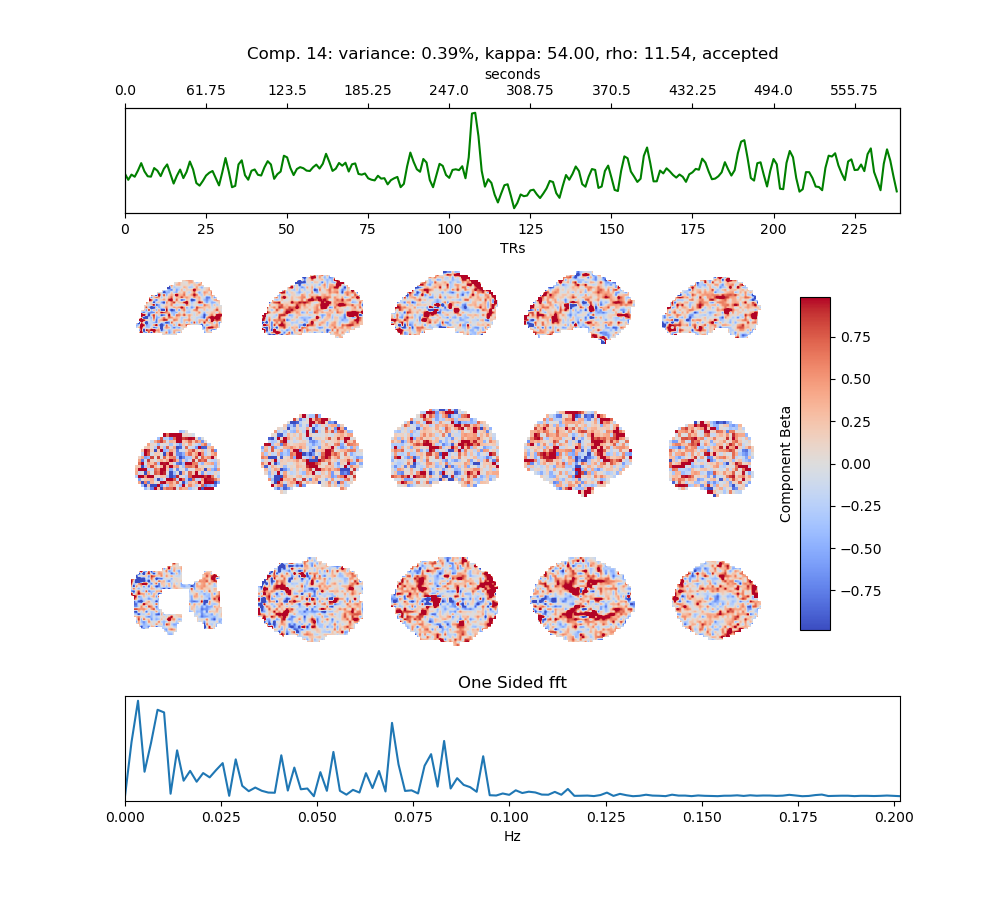 Comp. 14: variance: 0.39%, kappa: 54.00, rho: 11.54, accepted
seconds
0.0 61.75 123.5 185.25 247.0 308.75 370.5 432.25 494.0 555.75
0 25 50 75 100 125 150 175 200 225
TRs
0.75
0.50
0.25
0.00
−0.25
−0.50
−0.75
Component Beta
One Sided fft
0.000 0.025 0.050 0.075 0.100 0.125 0.150 0.175 0.200
Hz